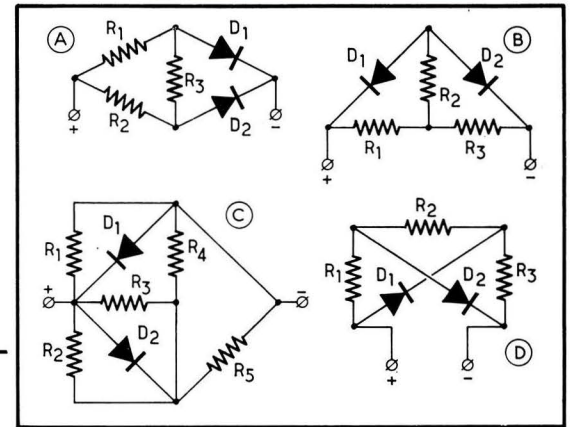 A
R1
D1
R3
R2
D2
+
−
B
D1
D2
R2
R1
R3
+
−
C
D1
R1
R4
R3
+
−
D2
R2
R5
R2
R1
D1
D2
R3
D
+
−